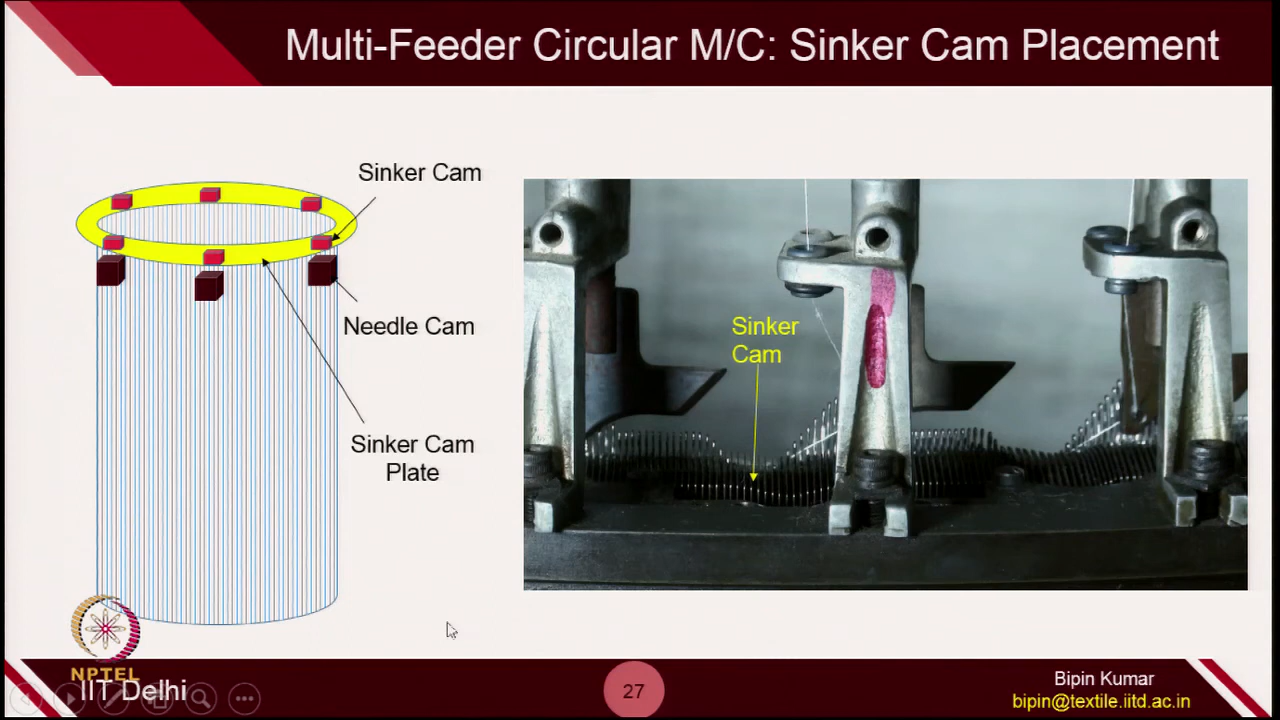 Multi-Feeder Circular M/C: Sinker Cam Placement
Sinker Cam
Needle Cam
Sinker Cam
Plate
Sinker
Cam
NPTEL
IIT Delhi
27
Bipin Kumar
bipin@textile.iitd.ac.in